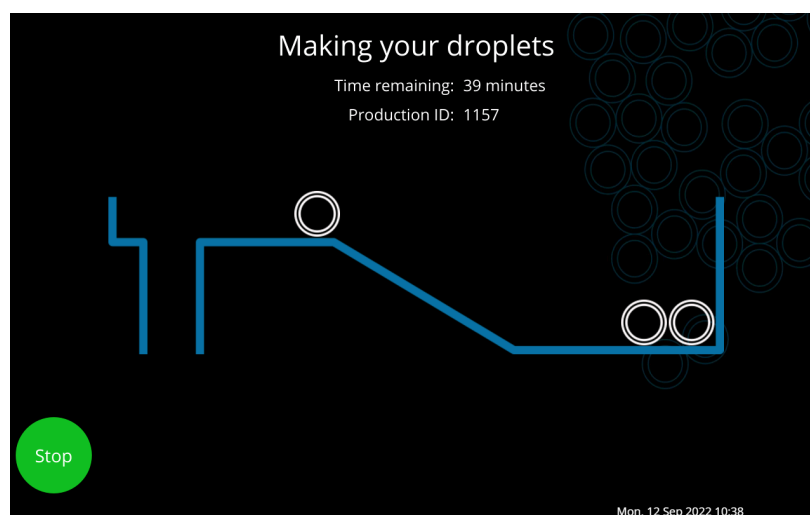 Making your droplets
Time remaining: 39 minutes
Production ID: 1157
Stop
Mon, 12 Sep 2022 10:38